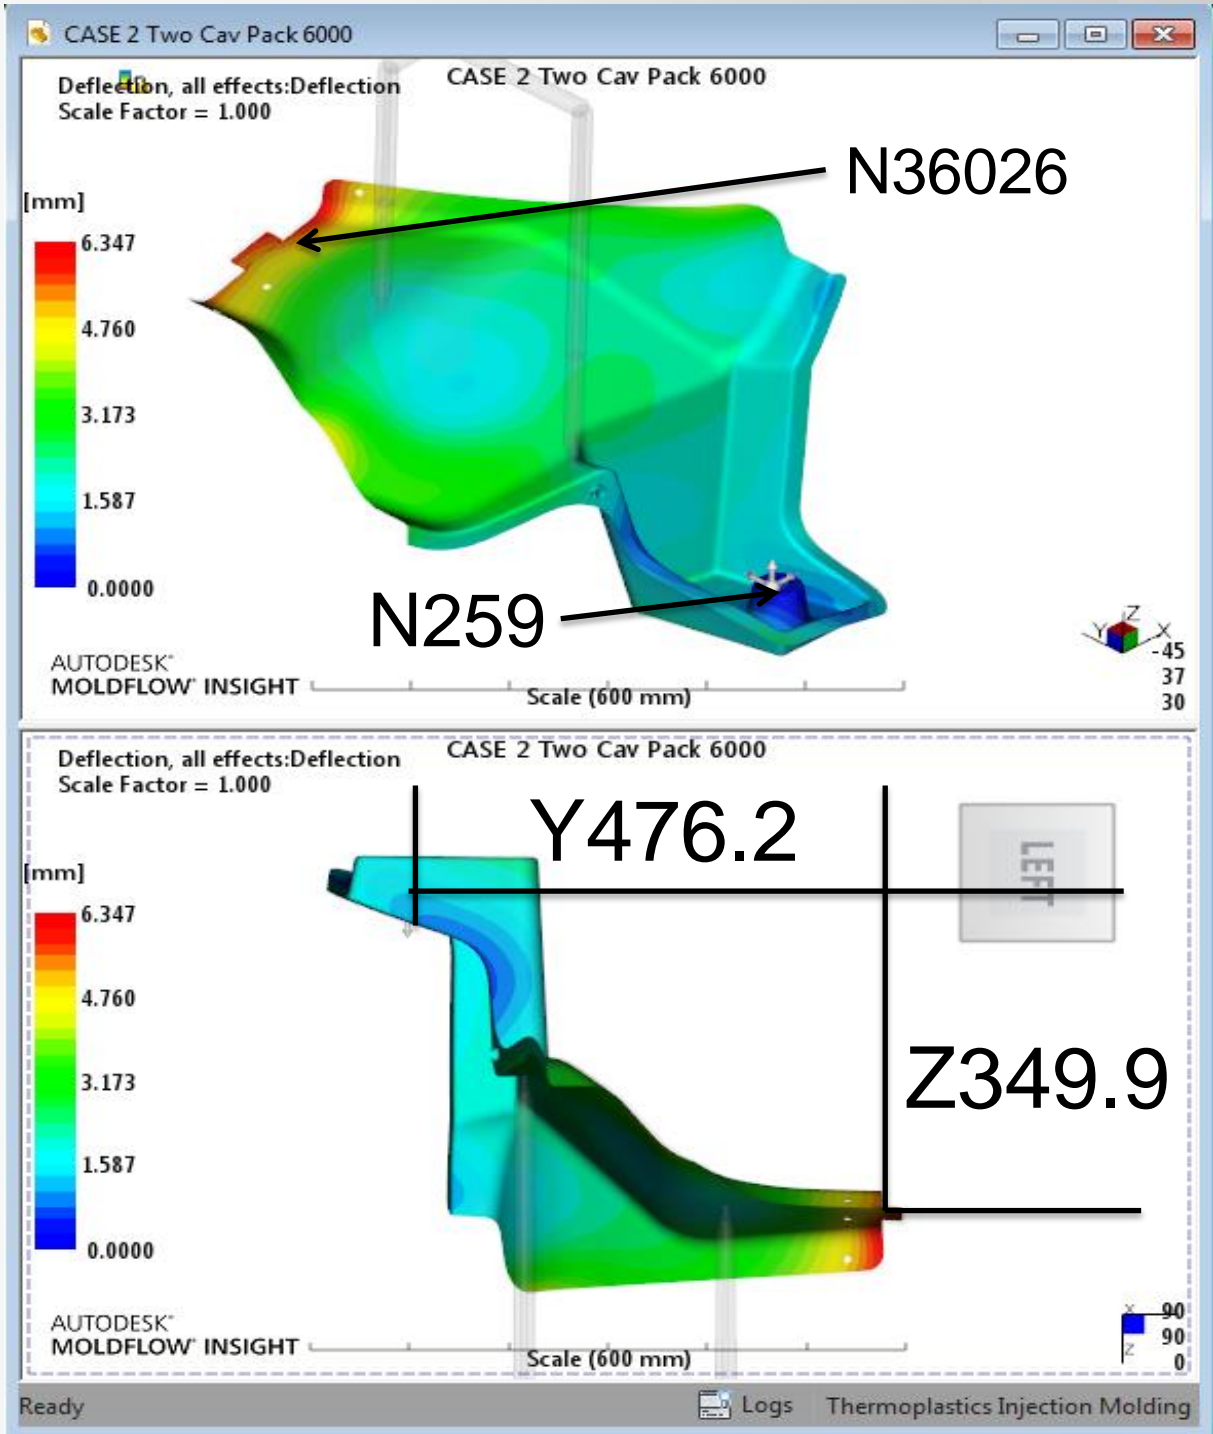 CASE 2 Two Cav Pack 6000
Deflection, all effects:Deflection
Scale Factor = 1.000
CASE 2 Two Cav Pack 6000
N36026
[mm]
6.347
4.760
3.173
1.587
0.0000
N259
AUTODESK®
MOLDFLOW® INSIGHT
Scale (600 mm)
Z
Y
X
-45
37
30
Deflection, all effects:Deflection
Scale Factor = 1.000
CASE 2 Two Cav Pack 6000
Y476.2
LEFT
[mm]
6.347
4.760
3.173
1.587
0.0000
Z349.9
AUTODESK®
MOLDFLOW® INSIGHT
Scale (600 mm)
X
Z
90
90
0
Ready
Logs
Thermoplastics Injection Molding